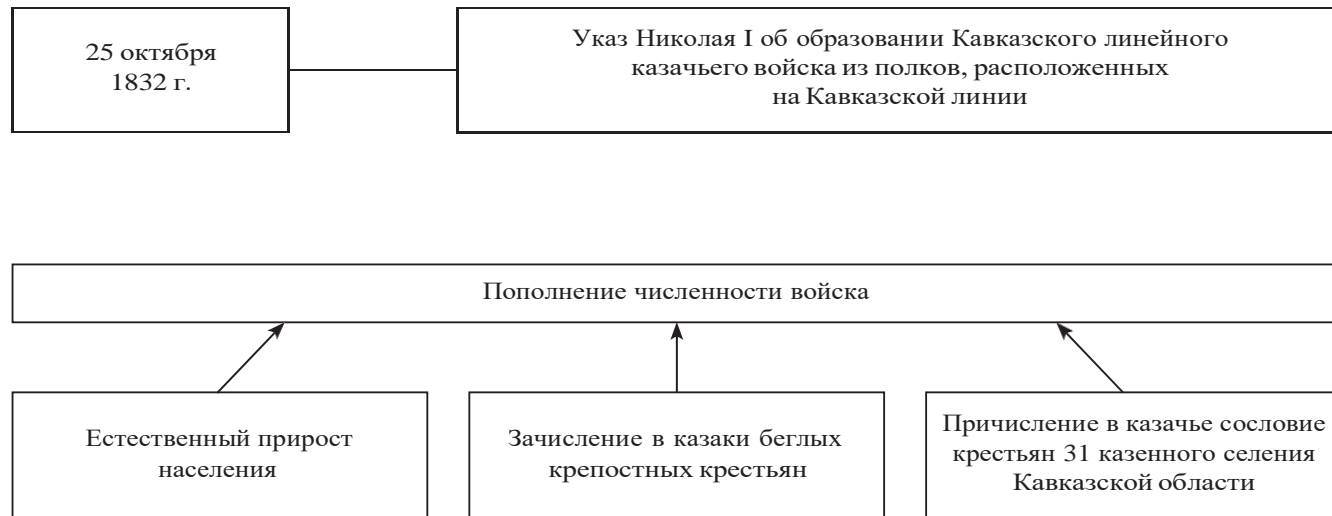 25 октября
1832 г.
Указ Николая I об образовании Кавказского линейного
казачьего войска из полков, расположенных
на Кавказской линии
Пополнение численности войска
Естественный прирост
населения
Зачисление в казаки беглых
крепостных крестьян
Причисление в казачье сословие
крестьян 31 казенного селения
Кавказской области